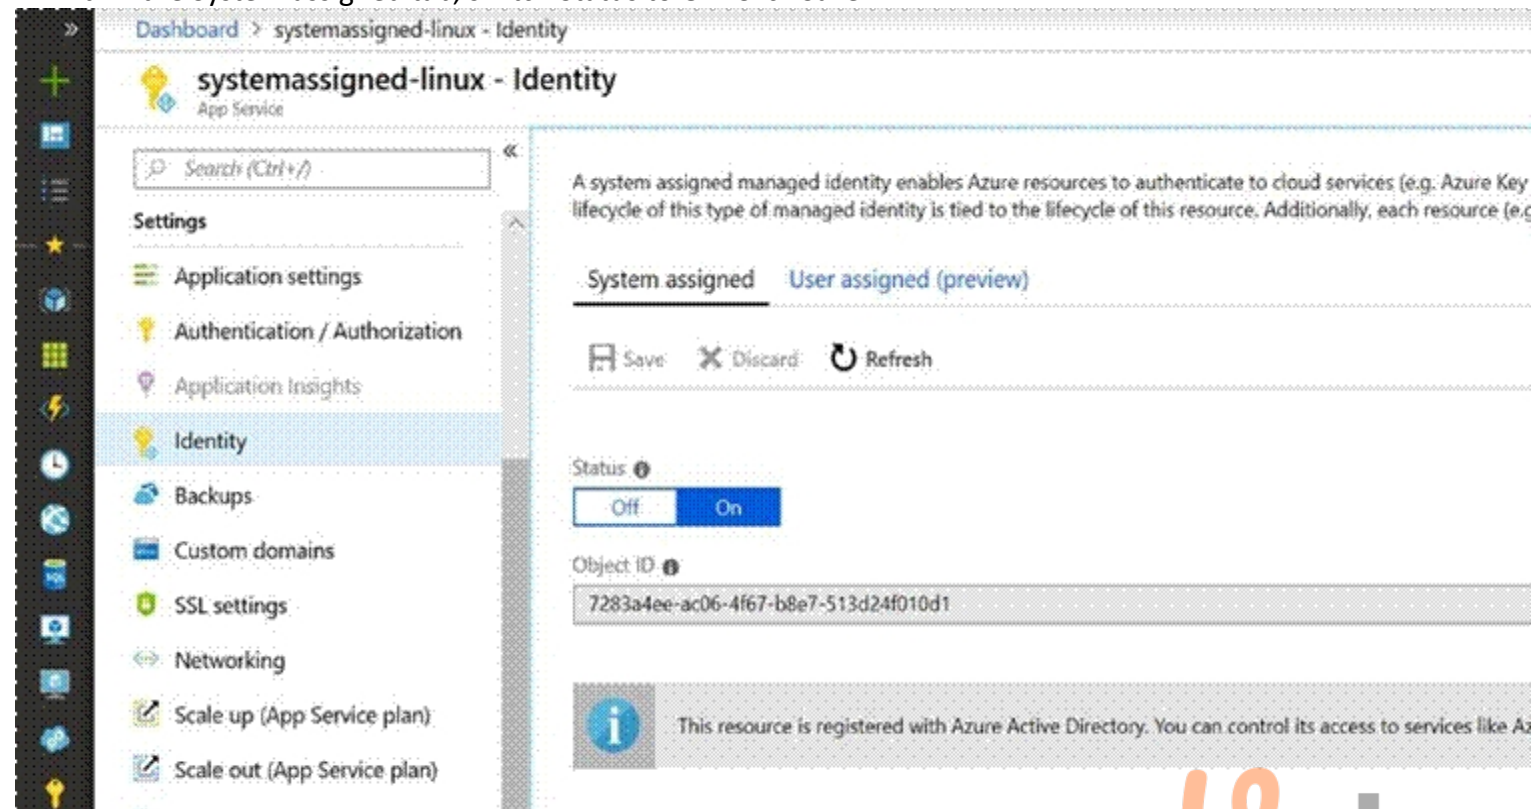 Dashboard > systemassigned-linux - Identity
systemassigned-linux - Identity
App Service
Search (Ctrl+/)
Settings
Application settings
Authentication / Authorization
Application Insights
Identity
Backups
Custom domains
SSL settings
Networking
Scale up (App Service plan)
Scale out (App Service plan)
A system assigned managed identity enables Azure resources to authenticate to cloud services (e.g. Azure Key
lifecycle of this type of managed identity is tied to the lifecycle of this resource. Additionally, each resource (e.g
System assigned User assigned (preview)
Save Discard Refresh
Status
Off On
Object ID
7283a4ee-ac06-4f67-b8e7-513d24f010d1
This resource is registered with Azure Active Directory. You can control its access to services like Az